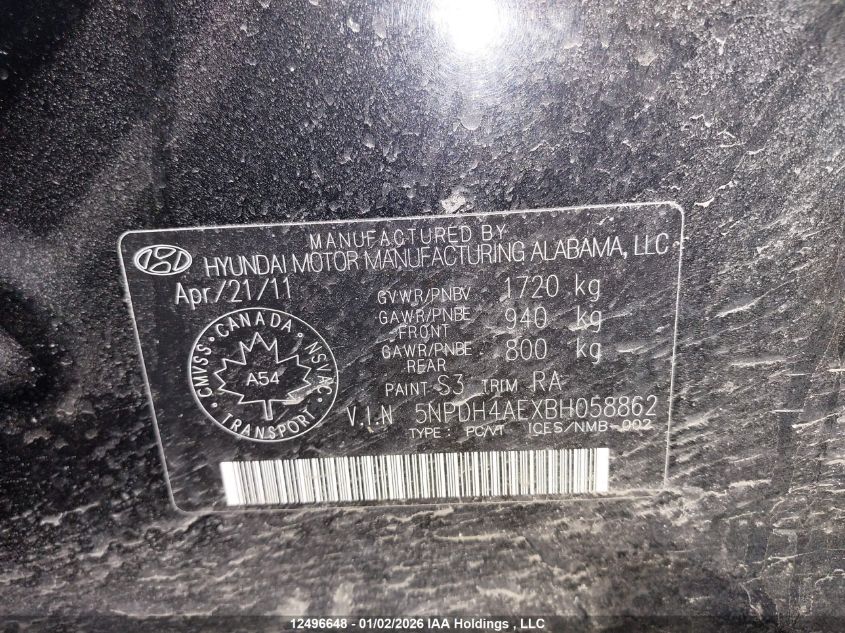 MANUFACTURED BY
HYUNDAI MOTOR MANUFACTURING ALABAMA, LLC
Apr/21/11
GVWR/PNBV 1720 kg
GAWR/PNBE FRONT 940 kg
GAWR/PNBE REAR 800 kg
PAINT S3 TRIM RA
V.I.N 5NPDH4AEXBH058862
TYPE : PC/VT ICES/NMB-002
CANADA
CMVSS NSVAC
A54
TRANSPORT
12496648 - 01/02/2026 IAA Holdings , LLC